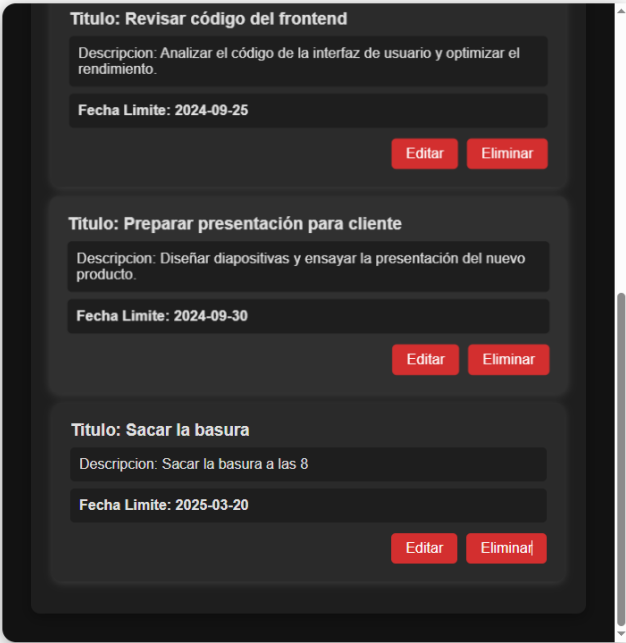 Titulo: Revisar código del frontend
Descripcion: Analizar el código de la interfaz de usuario y optimizar el
rendimiento.
Fecha Limite: 2024-09-25
Editar Eliminar
Titulo: Preparar presentación para cliente
Descripcion: Diseñar diapositivas y ensayar la presentación del nuevo
producto.
Fecha Limite: 2024-09-30
Editar Eliminar
Titulo: Sacar la basura
Descripcion: Sacar la basura a las 8
Fecha Limite: 2025-03-20
Editar Eliminar